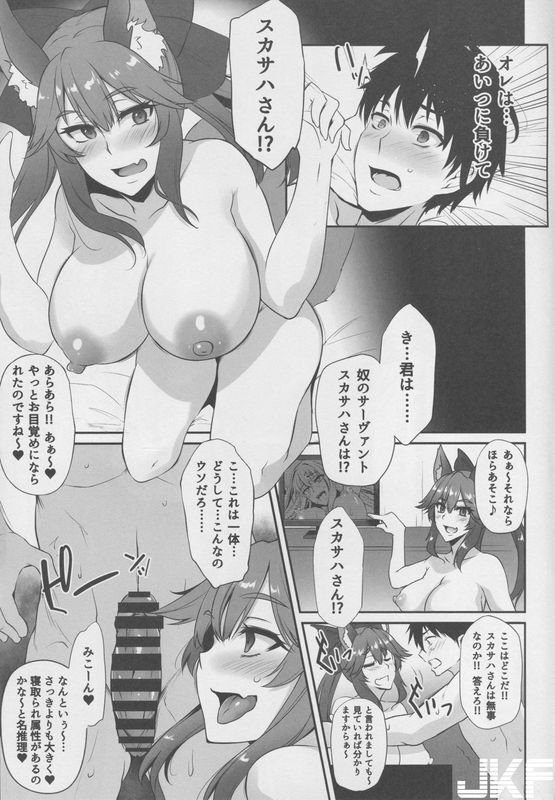 オレは…
あいつに負けて
スカサハさん!?
き…君は……
奴のサーヴァント
スカサハさんは!?
あらあら!! あぁ〜
やっとお目覚めになら
れたのですね〜♥
あぁ〜それなら
ほらあそこ♪
スカサハさん!?
こ…これは一体…
どうして…こんなの
ウソだろ……
ここはどこだ!!
スカサハさんは無事
なのか!! 答えろ!!
と言われましても〜
見ていれば分かり
ますからぁ〜
みこーん♥
なんといぅ〜…
さっきよりも大きく
寝取られ属性があるの
かな〜と名推理♥
JKF